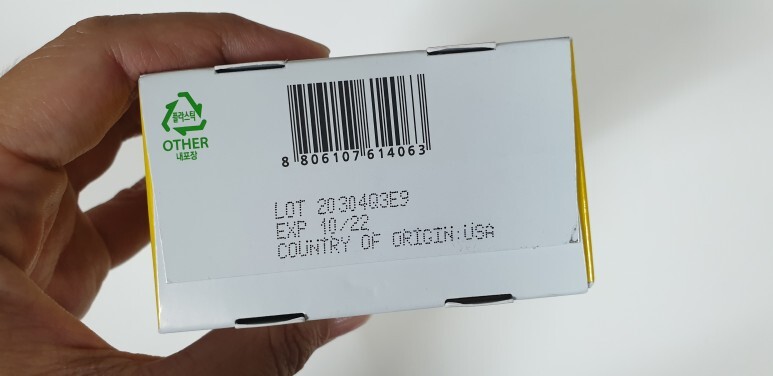 플라스틱
OTHER
내포장
8 806107 614063
LOT 20304Q3E9
EXP 10/22
COUNTRY OF ORIGIN:USA